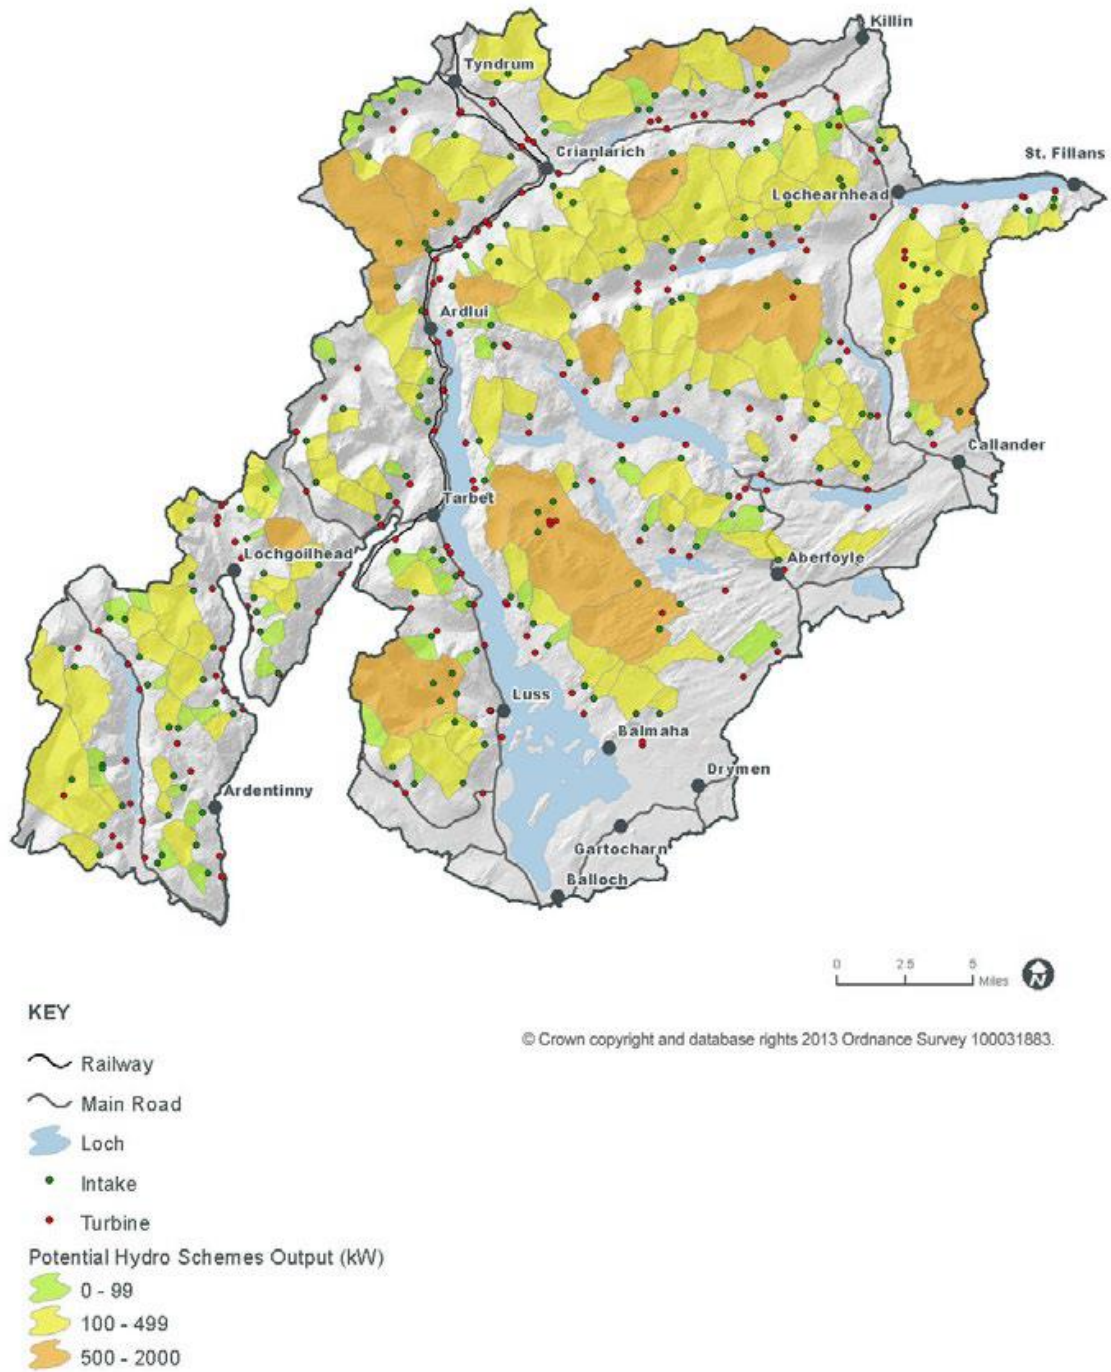 Killin
Tyndrum
Crianlarich
St. Fillans
Lochearnhead
Ardlui
Callander
Tarbet
Lochgoilhead
Aberfoyle
Luss
Balmaha
Drymen
Ardentinny
Gartocharn
Balloch
0 2.5 5
Miles
N
KEY
© Crown copyright and database rights 2013 Ordnance Survey 100031883.
Railway
Main Road
Loch
Intake
Turbine
Potential Hydro Schemes Output (kW)
0 - 99
100 - 499
500 - 2000